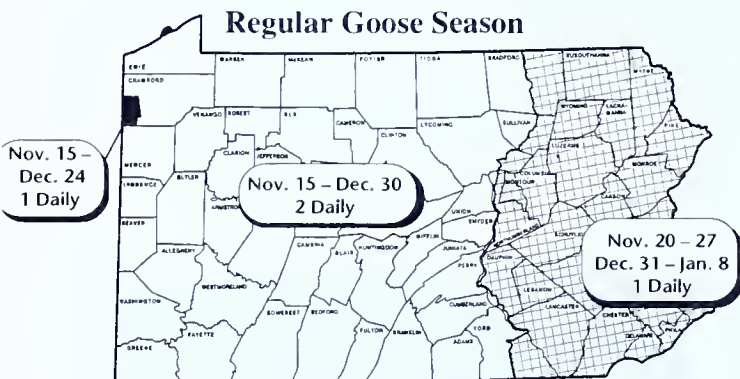 Regular Goose Season
ERIE
CRAWFORD
WARREN
McKEAN
POTTER
TIOGA
BRADFORD
SUSQUEHANNA
WAYNE
WYOMING
LACKA-
WANNA
VENANGO
ELK
CAMERON
CLINTON
LYCOMING
SULLIVAN
PIKE
LUZERNE
Nov. 15 –
Dec. 24
1 Daily
MERCER
CLARION
JEFFERSON
COLUMBIA
MONTOUR
MONROE
CARBON
LAWRENCE
BUTLER
ARMSTRONG
Nov. 15 – Dec. 30
2 Daily
UNION
SNYDER
BEAVER
ALLEGHENY
CAMBRIA
BLAIR
HUNTINGDON
MIFFLIN
JUNIATA
PERRY
DAUPHIN
Nov. 20 – 27
Dec. 31 – Jan. 8
1 Daily
LEBANON
WASHINGTON
WESTMORELAND
SOMERSET
BEDFORD
CUMBERLAND
LANCASTER
CHESTER
DELAWARE
GREENE
FAYETTE
FULTON
FRANKLIN
ADAMS
YORK